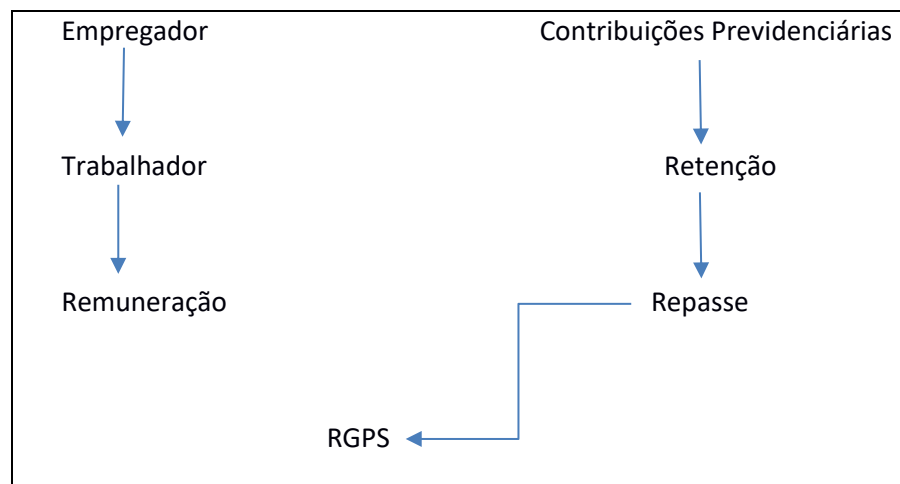 Empregador
Contribuições Previdenciárias
Trabalhador
Retenção
Remuneração
Repasse
RGPS